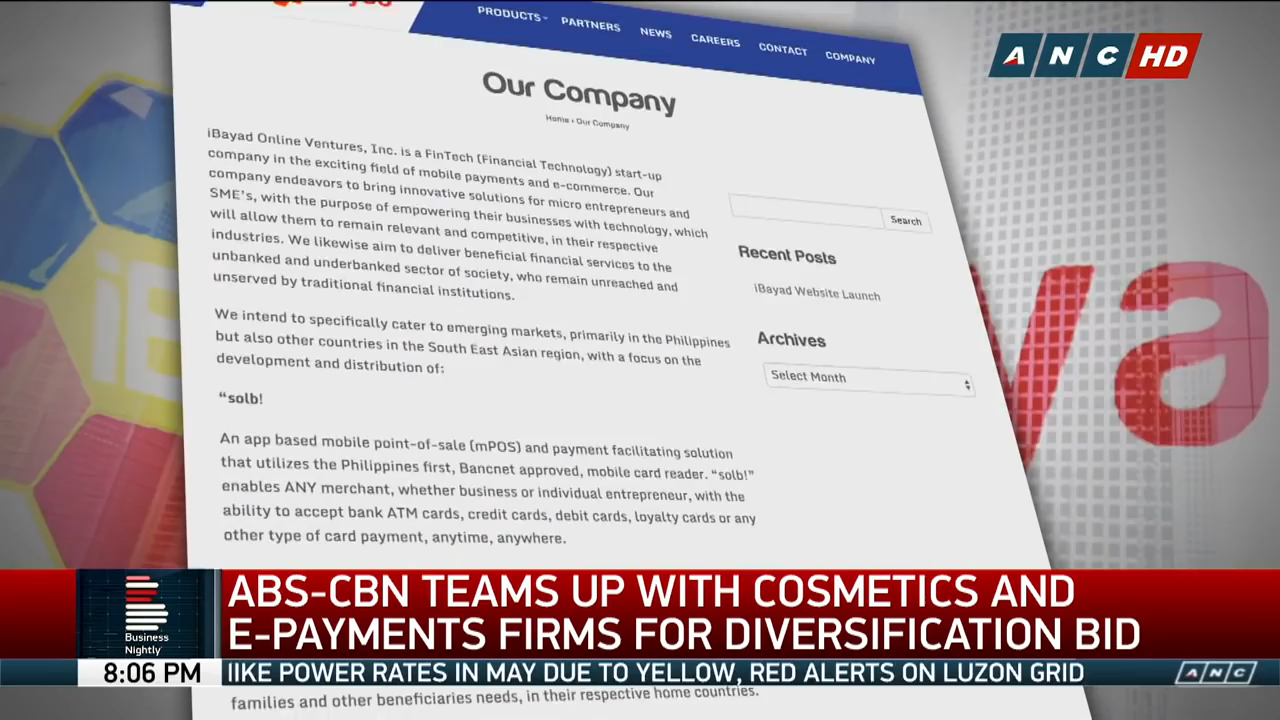 PRODUCTS PARTNERS NEWS CAREERS CONTACT COMPANY
ANC HD
Our Company
Home › Our Company
iBayad Online Ventures, Inc. is a FinTech (Financial Technology) start-up
company in the exciting field of mobile payments and e-commerce. Our
company endeavors to bring innovative solutions for micro entrepreneurs and
SME's, with the purpose of empowering their businesses with technology, which
will allow them to remain relevant and competitive, in their respective
industries. We likewise aim to deliver beneficial financial services to the
unbanked and underbanked sector of society, who remain unreached and
unserved by traditional financial institutions.
We intend to specifically cater to emerging markets, primarily in the Philippines
but also other countries in the South East Asian region, with a focus on the
development and distribution of:
“solb!
An app based mobile point-of-sale (mPOS) and payment facilitating solution
that utilizes the Philippines first, Bancnet approved, mobile card reader. “solb!”
enables ANY merchant, whether business or individual entrepreneur, with the
ability to accept bank ATM cards, credit cards, debit cards, loyalty cards or any
other type of card payment, anytime, anywhere.
Search
Recent Posts
iBayad Website Launch
Archives
Select Month
iB
ya
Business
Nightly
ABS-CBN TEAMS UP WITH COSMETICS AND
E-PAYMENTS FIRMS FOR DIVERSIFICATION BID
8:06 PM
IIKE POWER RATES IN MAY DUE TO YELLOW, RED ALERTS ON LUZON GRID
ANC
families and other beneficiaries needs, in their respective home countries.